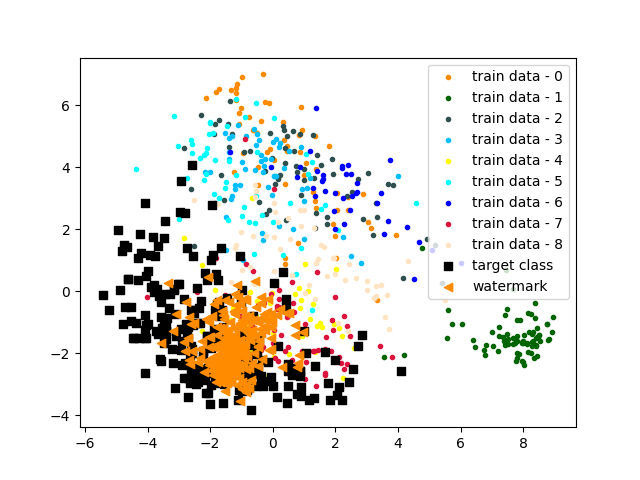 train data - 0
train data - 1
train data - 2
train data - 3
train data - 4
train data - 5
train data - 6
train data - 7
train data - 8
target class
watermark
6
4
2
0
−2
−4
−6 −4 −2 0 2 4 6 8